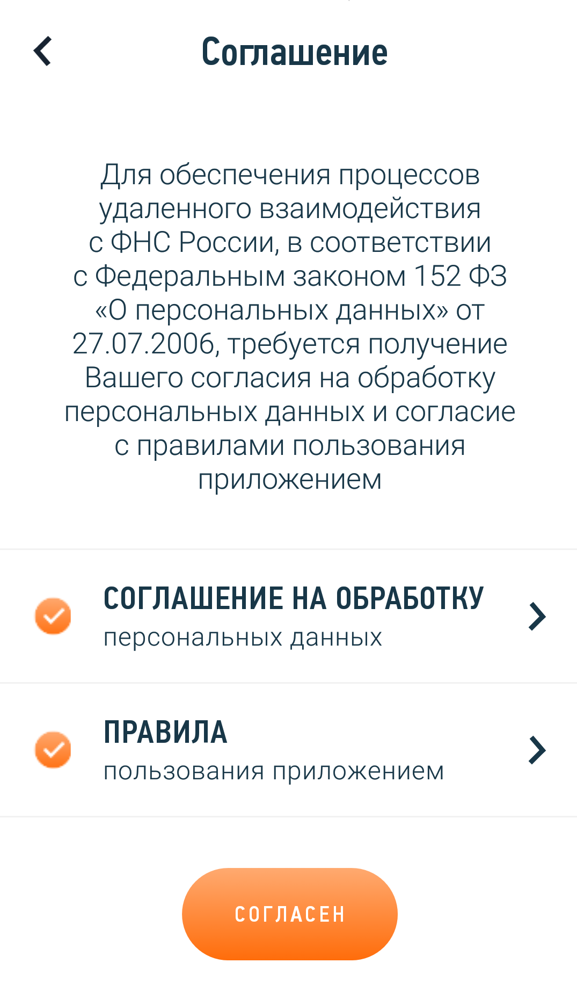 Соглашение
Для обеспечения процессов
удаленного взаимодействия
с ФНС России, в соответствии
с Федеральным законом 152 ФЗ
«О персональных данных» от
27.07.2006, требуется получение
Вашего согласия на обработку
персональных данных и согласие
с правилами пользования
приложением
СОГЛАШЕНИЕ НА ОБРАБОТКУ
персональных данных
ПРАВИЛА
пользования приложением
СОГЛАСЕН